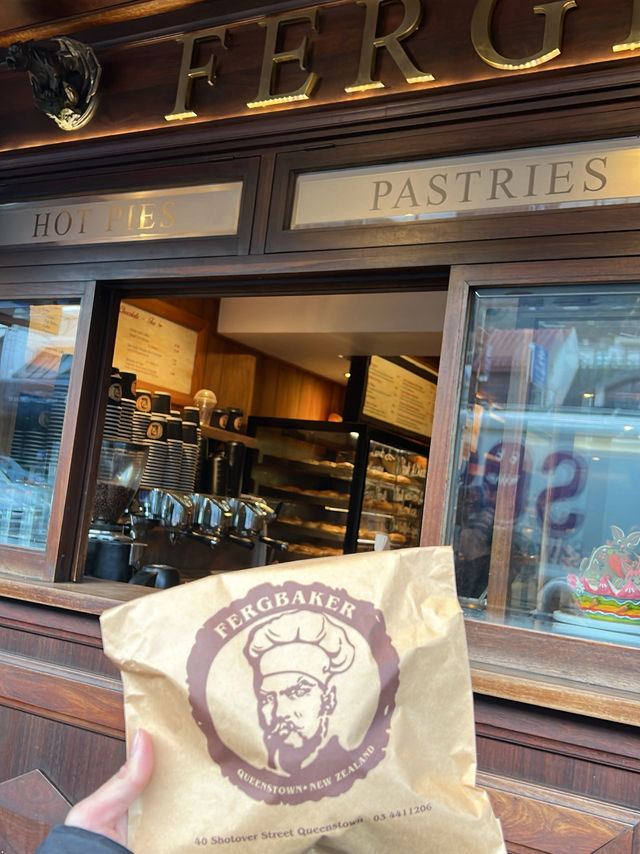 FERG
HOT PIES
PASTRIES
FERGBAKER
QUEENSTOWN • NEW ZEALAND
40 Shotover Street Queenstown 03 4411206